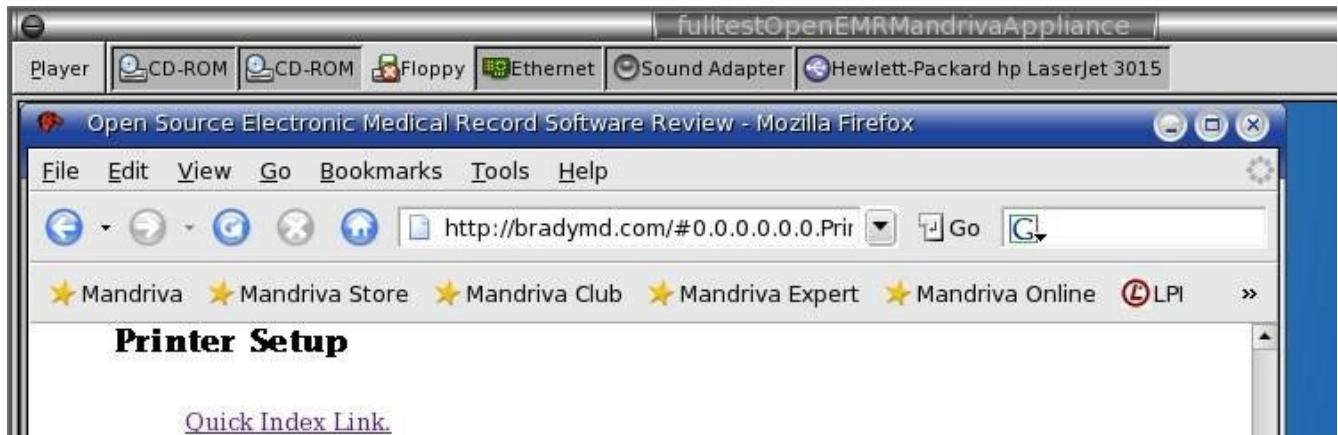 fulltestOpenEMRMandrivaAppliance
Player CD-ROM CD-ROM Floppy Ethernet Sound Adapter Hewlett-Packard hp LaserJet 3015
Open Source Electronic Medical Record Software Review - Mozilla Firefox
File Edit View Go Bookmarks Tools Help
http://bradymd.com/#0.0.0.0.0.0.Prin Go G
Mandriva Mandriva Store Mandriva Club Mandriva Expert Mandriva Online LPI »
Printer Setup
Quick Index Link.